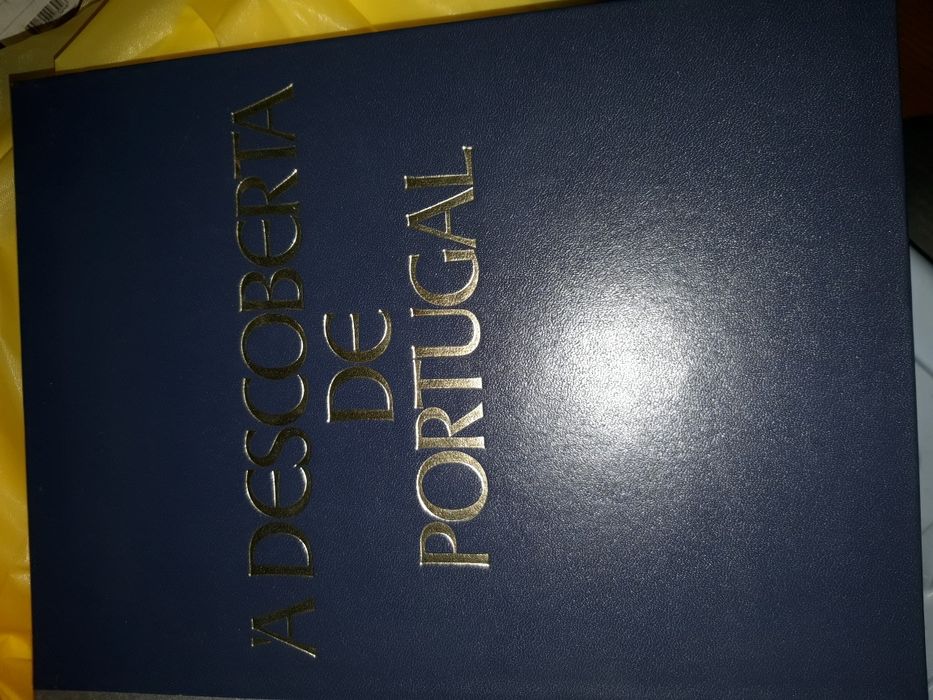 À DESCOBERTA
DE
PORTUGAL